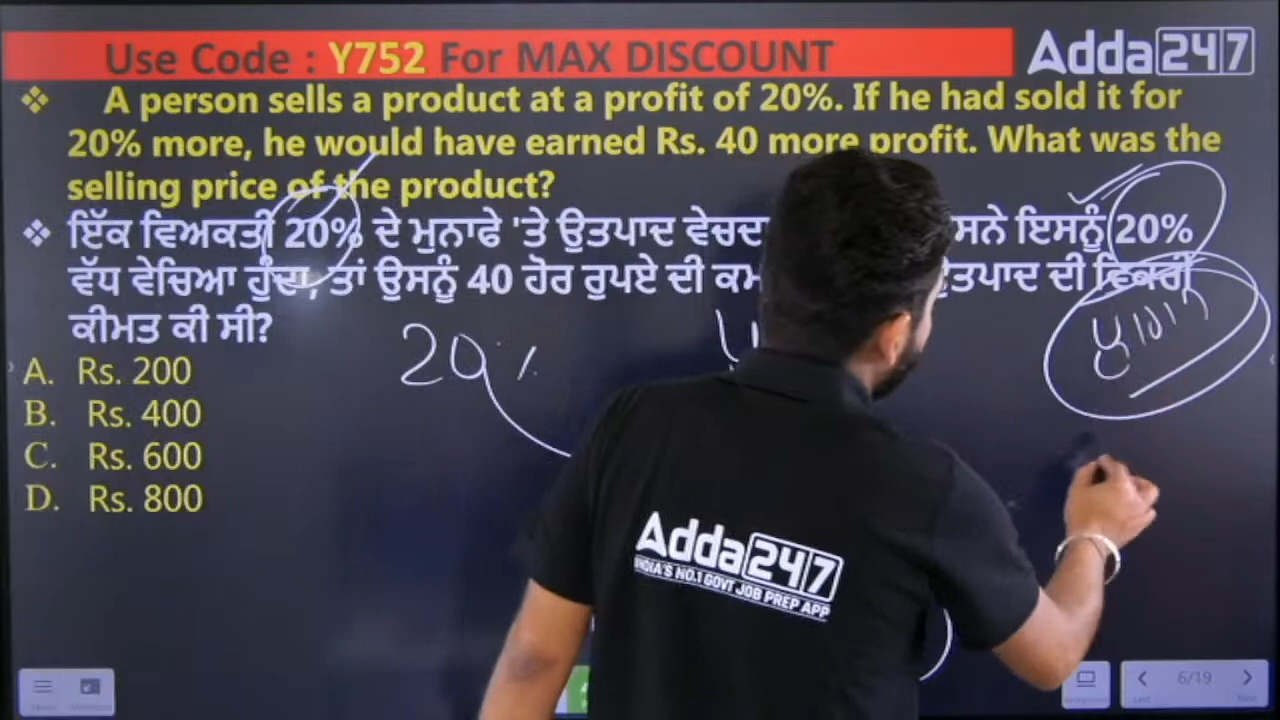 Use Code : Y752 For MAX DISCOUNT
Adda247
A person sells a product at a profit of 20%. If he had sold it for
20% more, he would have earned Rs. 40 more profit. What was the
selling price of the product?
ਇੱਕ ਵਿਅਕਤੀ 20% ਦੇ ਮੁਨਾਫੇ 'ਤੇ ਉਤਪਾਦ ਵੇਚਦਾ ਇਸਨੂੰ 20%
ਵੱਧ ਵੇਚਿਆ ਹੁੰਦਾ, ਤਾਂ ਉਸਨੂੰ 40 ਹੋਰ ਰੁਪਏ ਦੀ ਦੀ ਵਿਕਰੀ
ਕੀਮਤ ਕੀ ਸੀ?
20%
A. Rs. 200
B. Rs. 400
C. Rs. 600
D. Rs. 800
Adda247
INDIA'S NO.1 GOVT JOB PREP APP
6/19